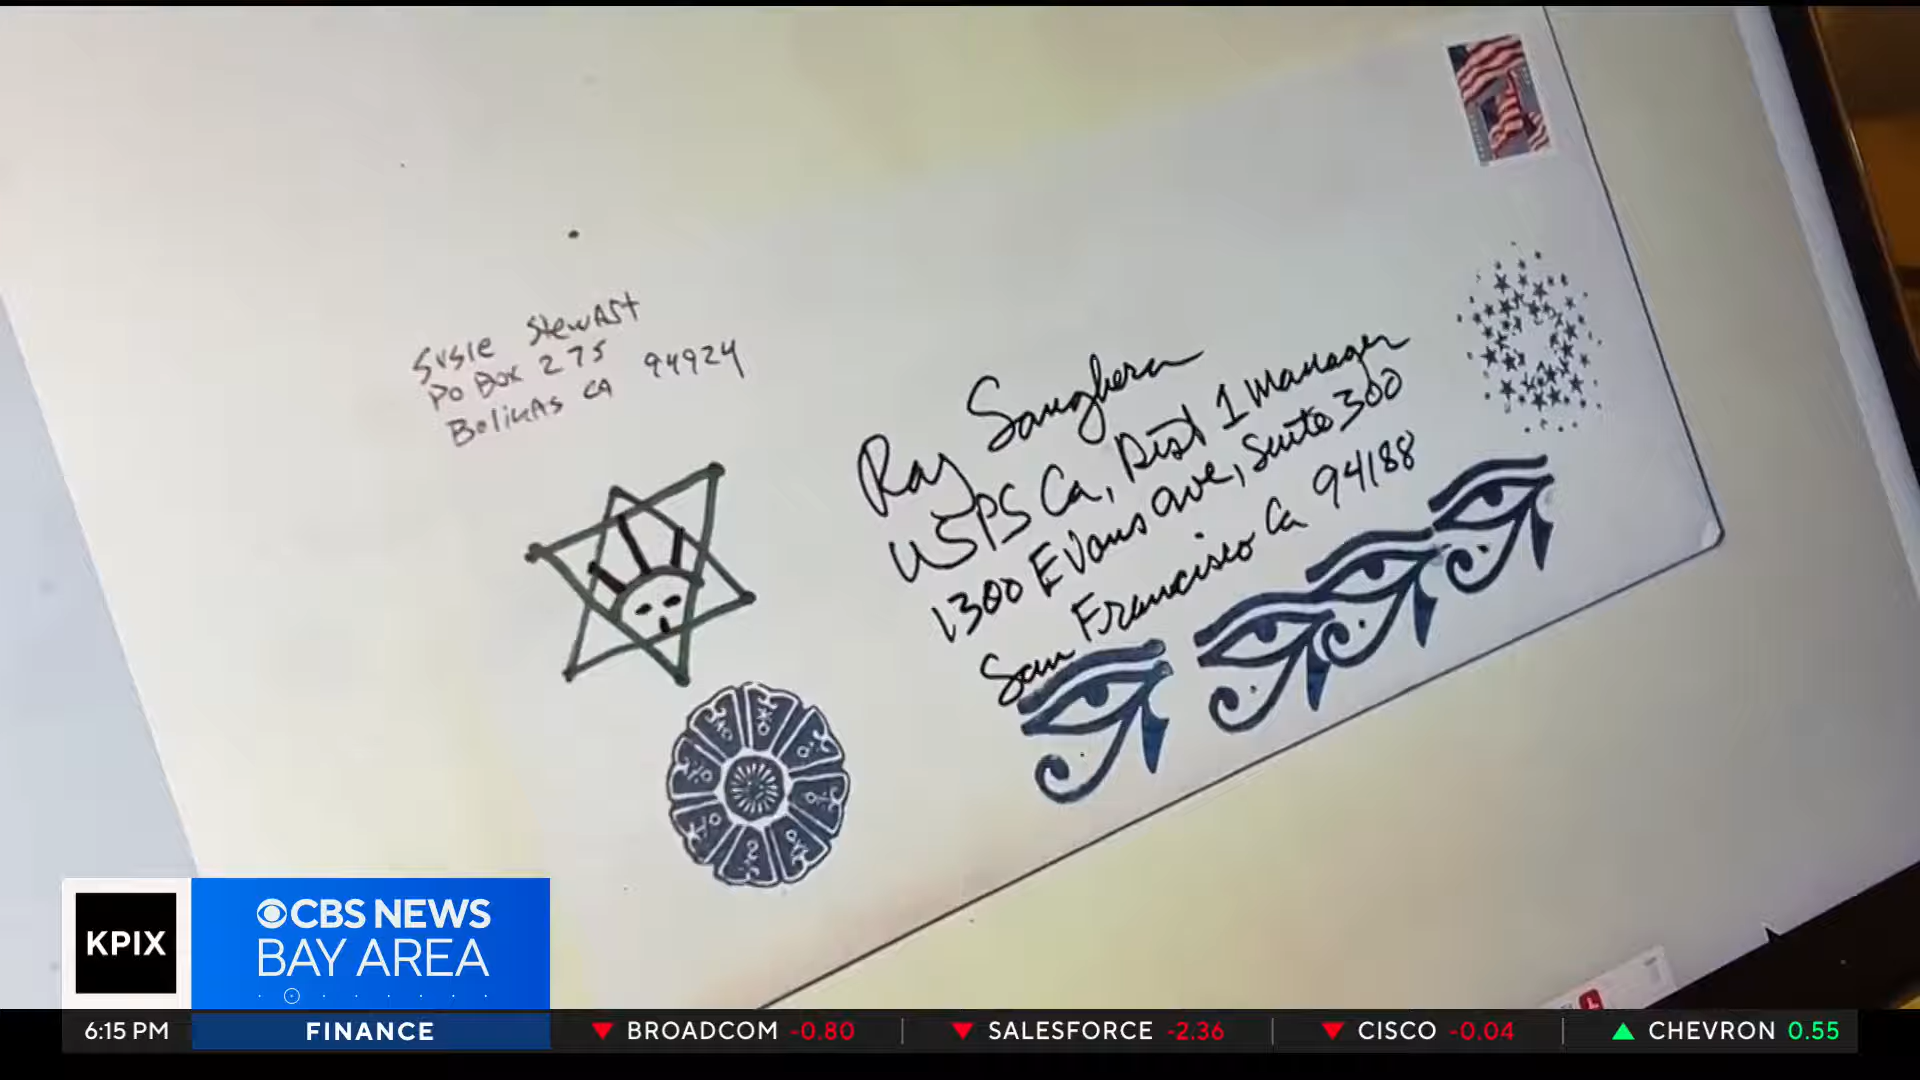 Susie Stewart
Po Box 275
Bolinas CA 94924
Ray Sanghera
USPS Ca, Dist 1 Manager
1300 Evans ave, Suite 300
San Francisco Ca 94188
KPIX
CBS NEWS
BAY AREA
6:15 PM
FINANCE
BROADCOM -0.80
SALESFORCE -2.36
CISCO -0.04
CHEVRON 0.55